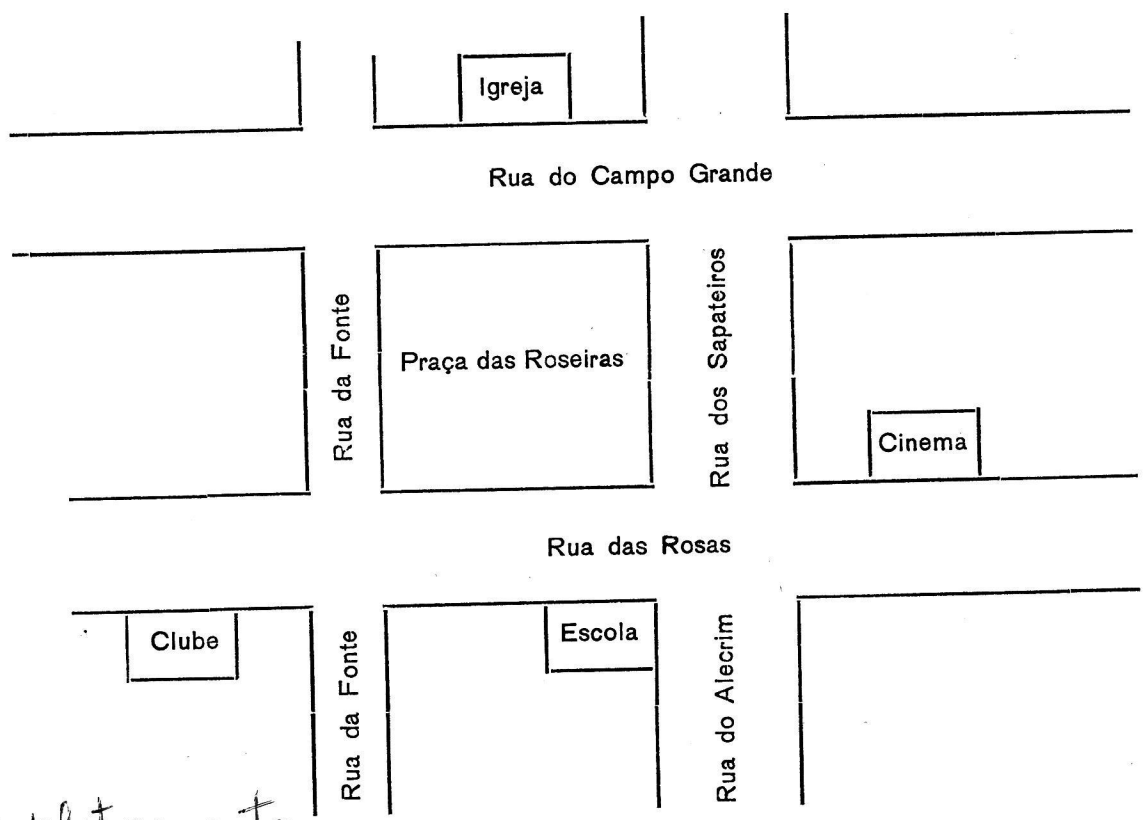 Igreja
Rua do Campo Grande
Rua da Fonte
Praça das Roseiras
Rua dos Sapateiros
Cinema
Rua das Rosas
Clube
Rua da Fonte
Escola
Rua do Alecrim